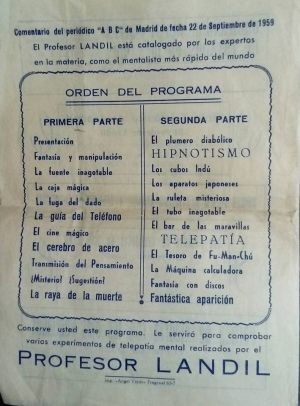 Comentario del periódico "A B C" de Madrid de fecha 22 de Septiembre de 1959
El Profesor LANDIL está catalogado por los expertos
en la materia, como el mentalista más rápido del mundo
ORDEN DEL PROGRAMA
PRIMERA PARTE
Presentación
Fantasía y manipulación
La fuente inagotable
La caja mágica
La fuga del dado
La guía del Teléfono
El cine mágico
El cerebro de acero
Transmisión del Pensamiento
¡Misterio! ¡Sugestión!
La raya de la muerte
SEGUNDA PARTE
El plumero diabólico
HIPNOTISMO
Los cubos Indú
Los aparatos japoneses
La ruleta misteriosa
El tubo inagotable
El bar de las maravillas
TELEPATÍA
El Tesoro de Fu-Man-Chú
La Máquina calculadora
Fantasía con discos
Fantástica aparición
Conserve usted este programa. Le servirá para comprobar
varios experimentos de telepatía mental realizados por el
PROFESOR LANDIL
Imp.